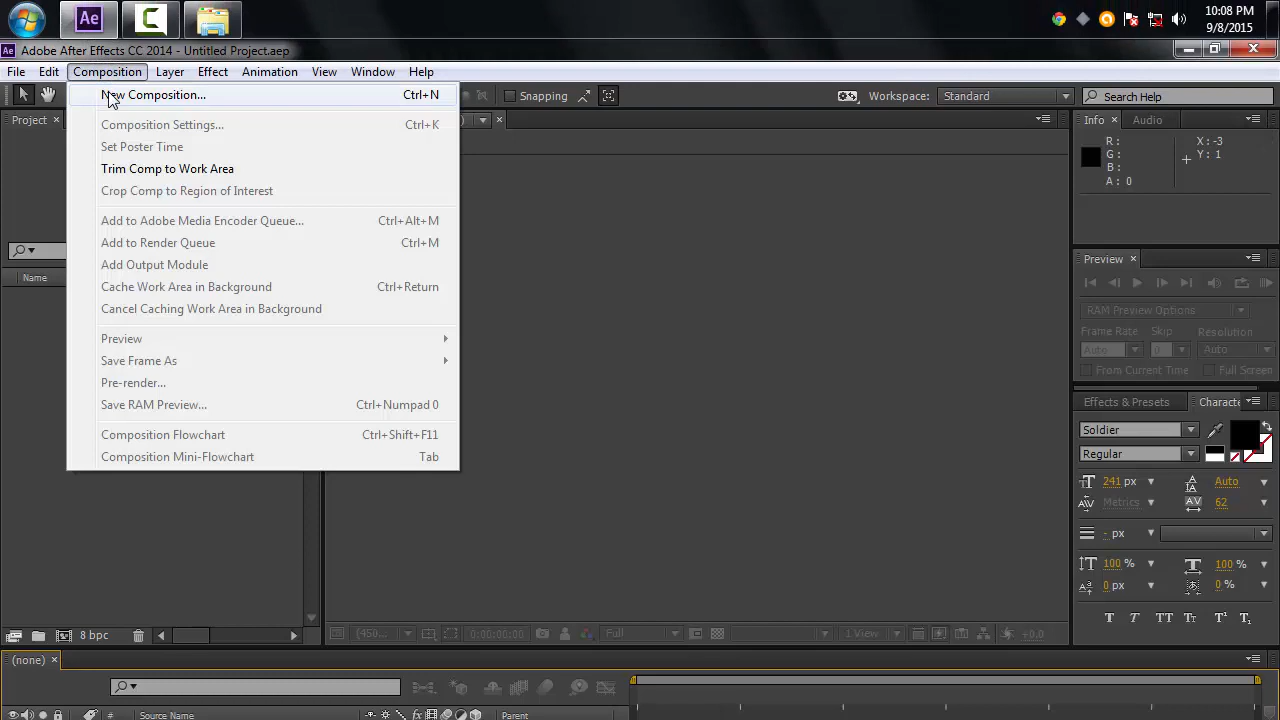 Ae
10:08 PM
9/8/2015
Ae Adobe After Effects CC 2014 - Untitled Project.aep
File Edit Composition Layer Effect Animation View Window Help
New Composition... Ctrl+N
Snapping
Workspace: Standard
Search Help
Project
Composition Settings... Ctrl+K
Set Poster Time
Trim Comp to Work Area
Crop Comp to Region of Interest
Add to Adobe Media Encoder Queue... Ctrl+Alt+M
Add to Render Queue Ctrl+M
Add Output Module
Cache Work Area in Background Ctrl+Return
Cancel Caching Work Area in Background
Preview
Save Frame As
Pre-render...
Save RAM Preview... Ctrl+Numpad 0
Composition Flowchart Ctrl+Shift+F11
Composition Mini-Flowchart Tab
Name
Info Audio
R : X : -3
G : Y : 1
B :
A : 0
Preview
RAM Preview Options
Frame Rate Skip Resolution
Auto 0 Auto
From Current Time Full Screen
Effects & Presets
Soldier
Regular
241 px Auto
Metrics 62
- px
100 % 100 %
0 px 0 %
T T TT Tt T¹ T₁
8 bpc
(450...
0:00:00:00
Full
1 View
+0.0
(none)
Source Name
Parent